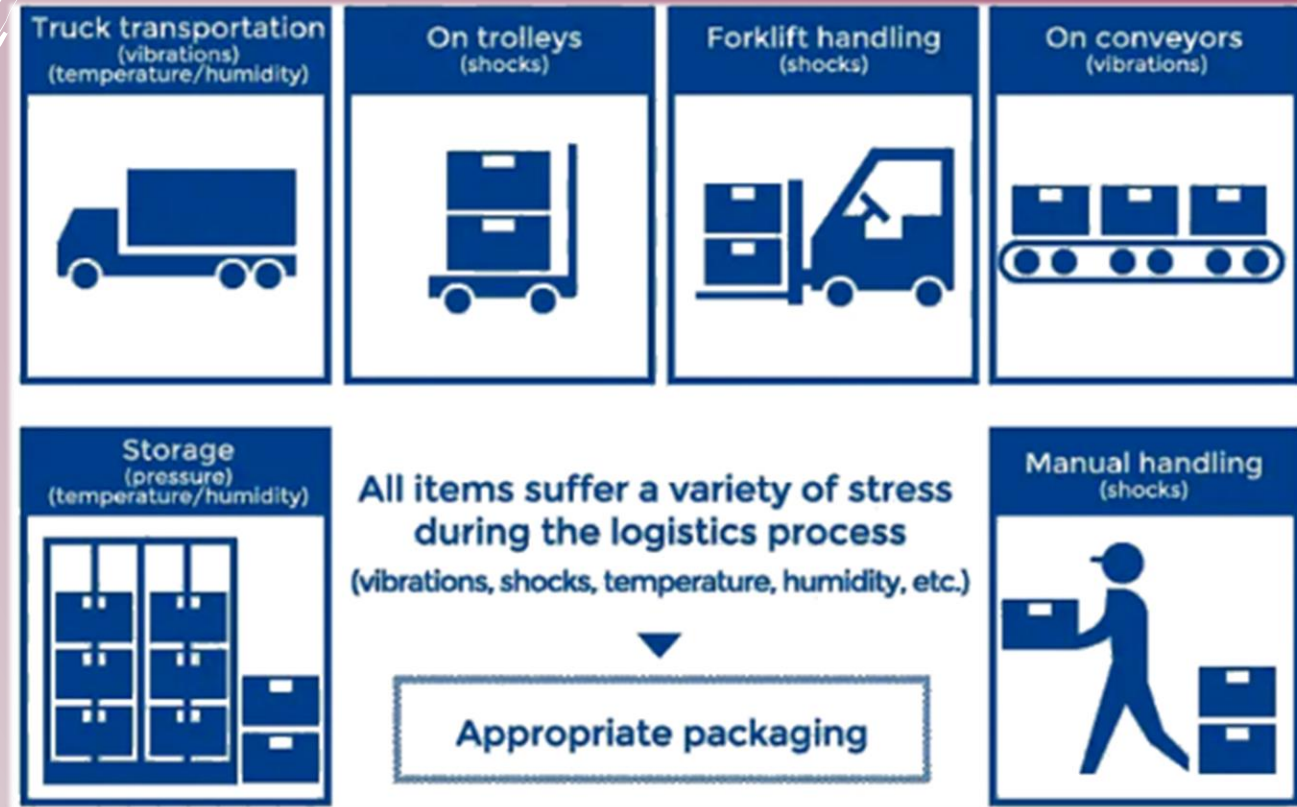 Truck transportation
(vibrations)
(temperature/humidity)
On trolleys
(shocks)
Forklift handling
(shocks)
On conveyors
(vibrations)
Storage
(pressure)
(temperature/humidity)
All items suffer a variety of stress
during the logistics process
(vibrations, shocks, temperature, humidity, etc.)
Appropriate packaging
Manual handling
(shocks)